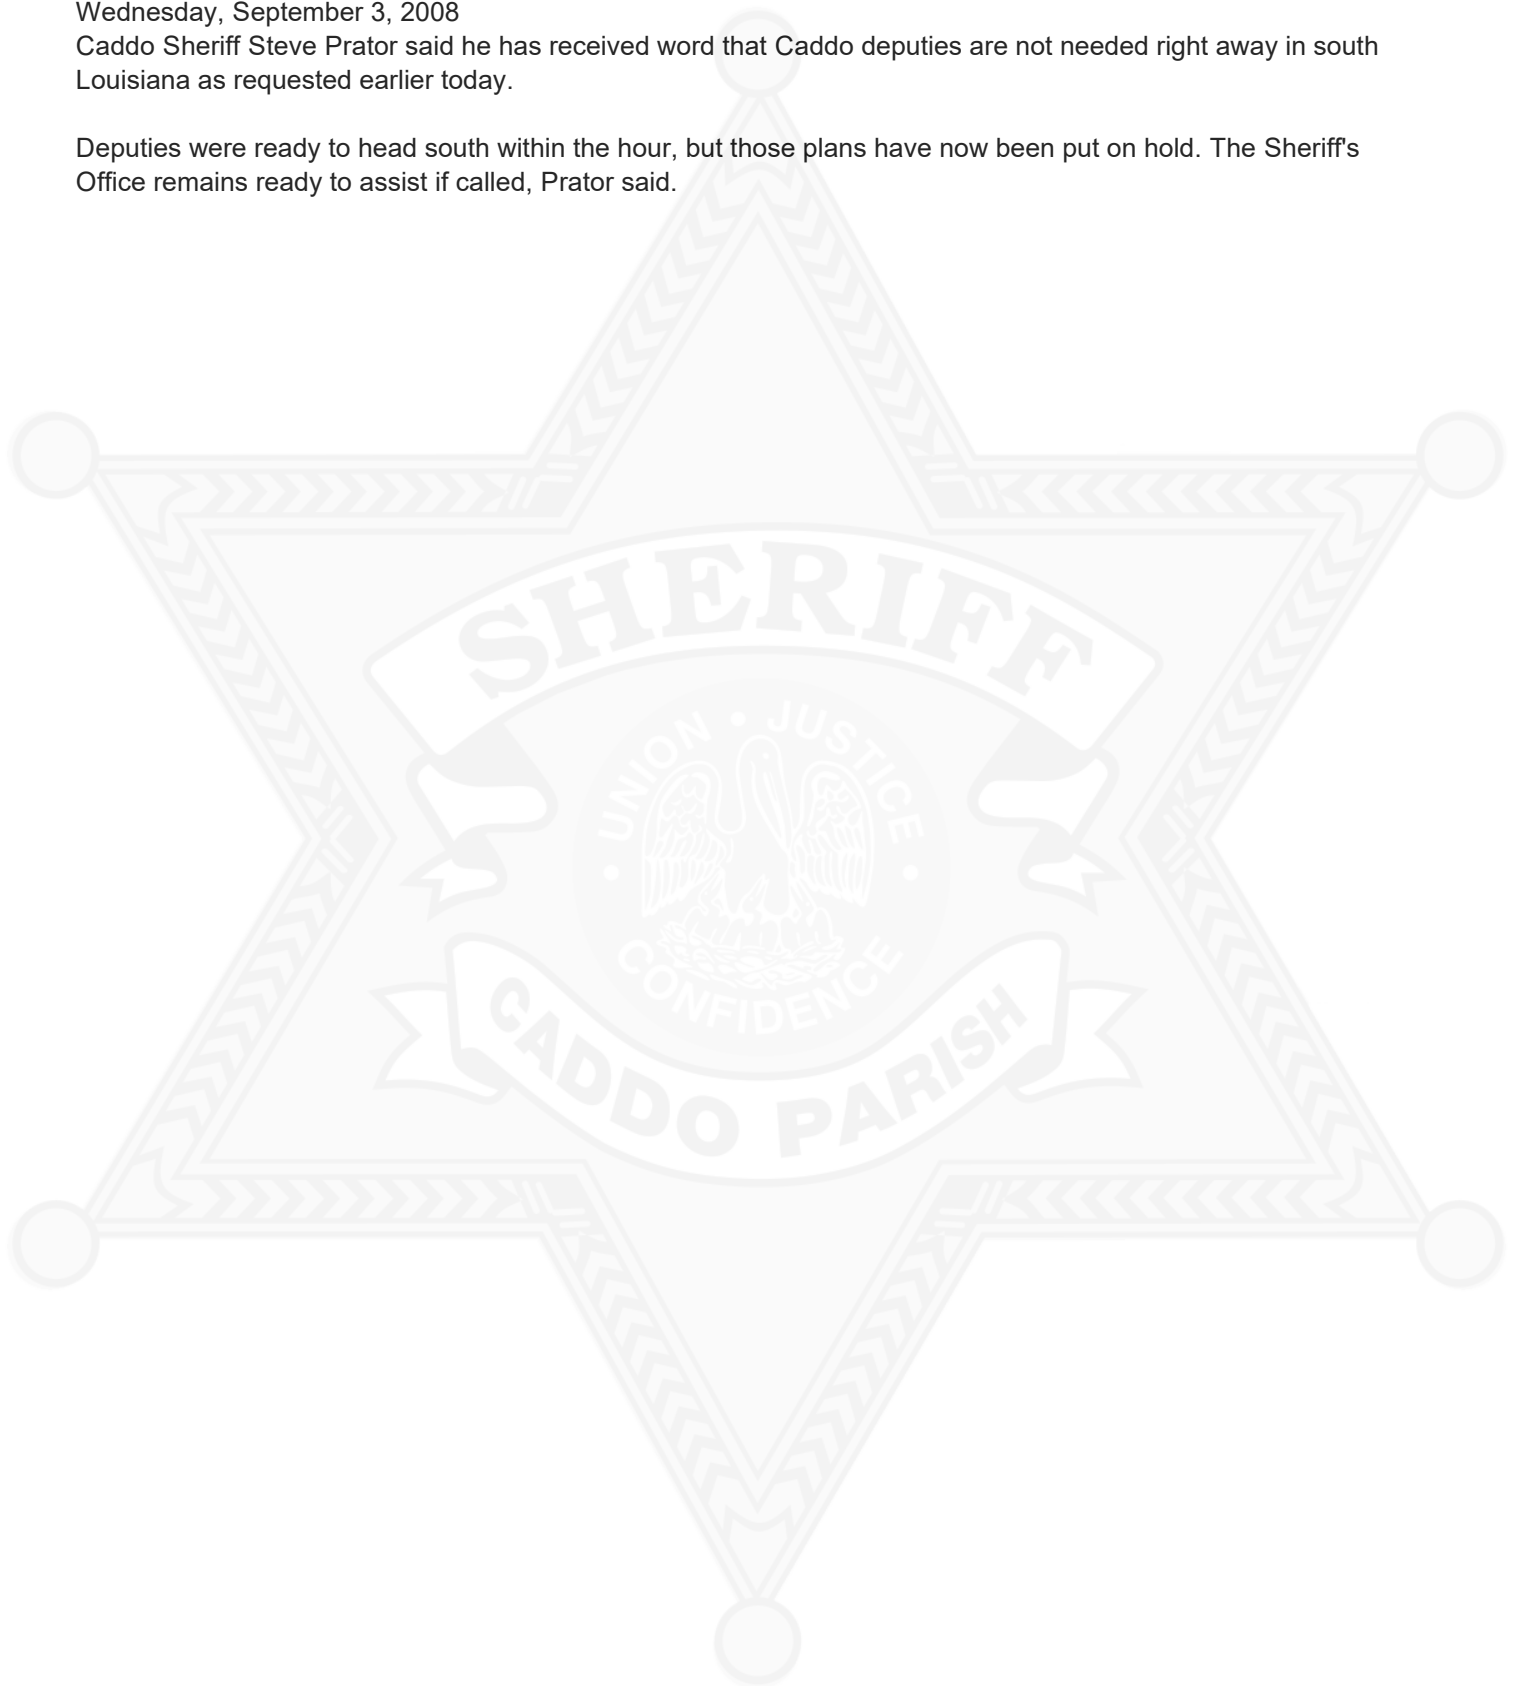 Wednesday, September 3, 2008
Caddo Sheriff Steve Prator said he has received word that Caddo deputies are not needed right away in south
Louisiana as requested earlier today.
Deputies were ready to head south within the hour, but those plans have now been put on hold. The Sheriff's
Office remains ready to assist if called, Prator said.
SHERIFF
UNION • JUSTICE
• CONFIDENCE •
CADDO PARISH